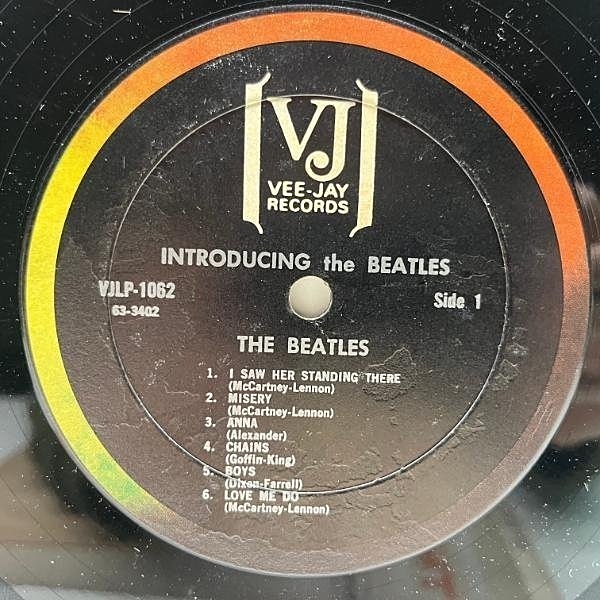 VJ
VEE-JAY
RECORDS
INTRODUCING the BEATLES
VJLP-1062
63-3402
Side 1
THE BEATLES
1. I SAW HER STANDING THERE
(McCartney-Lennon)
2. MISERY
(McCartney-Lennon)
3. ANNA
(Alexander)
4. CHAINS
(Goffin-King)
5. BOYS
(Dixon-Farrell)
6. LOVE ME DO
(McCartney-Lennon)